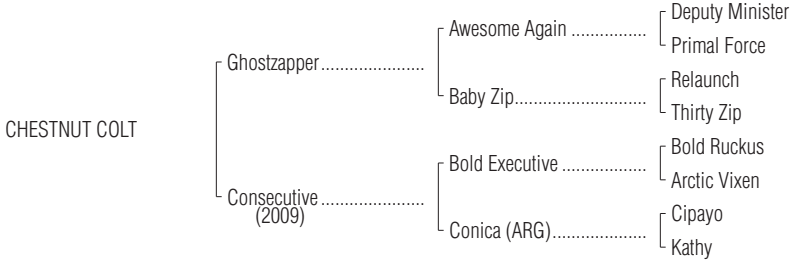 Deputy Minister
Awesome Again ................
Primal Force
Ghostzapper......................
Relaunch
Baby Zip............................
Thirty Zip
CHESTNUT COLT
Bold Ruckus
Bold Executive ..................
Arctic Vixen
Consecutive......................
(2009)
Cipayo
Conica (ARG)....................
Kathy